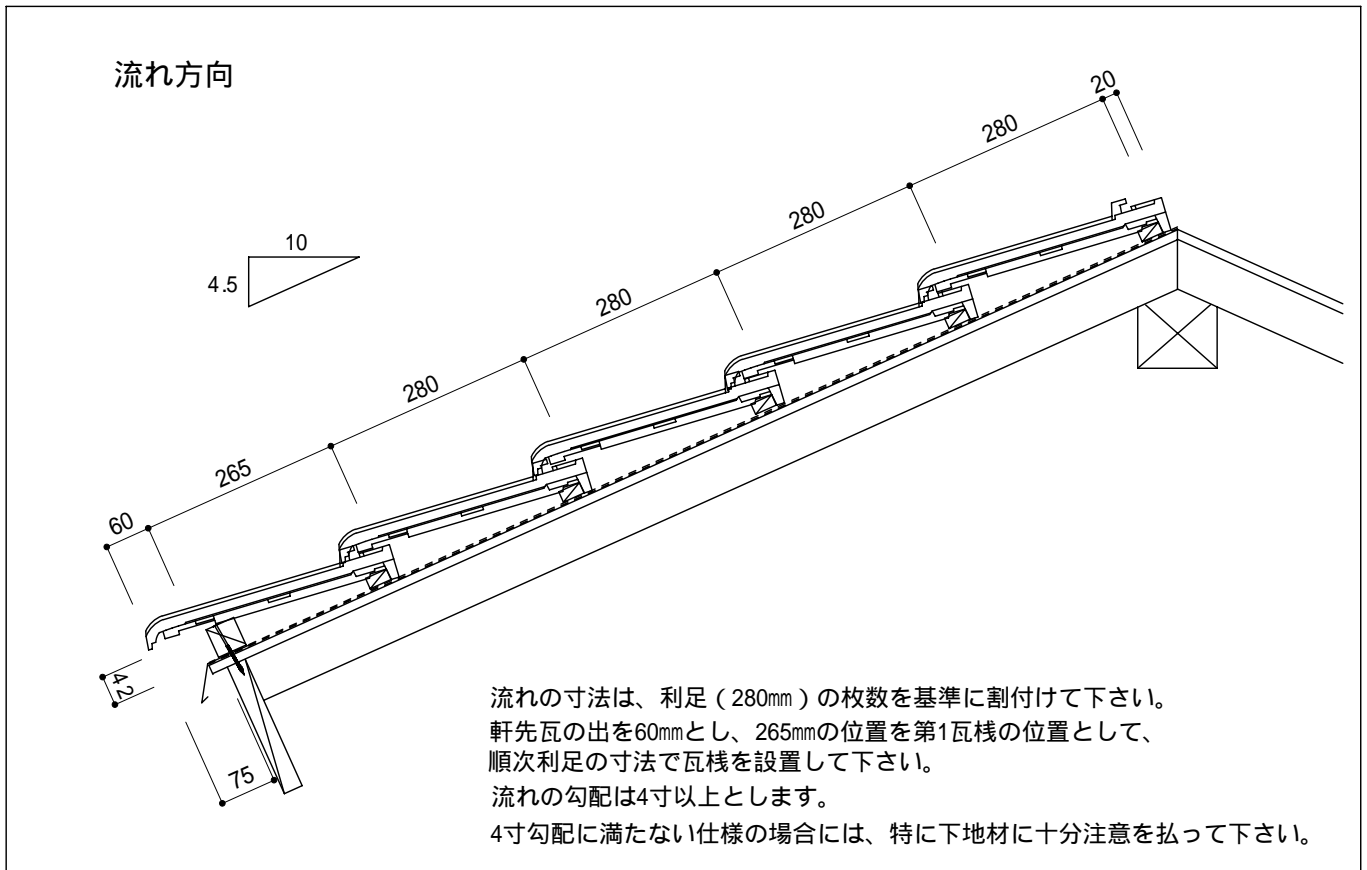 流れ方向
20
280
280
280
280
265
60
10
4.5
42
75
流れの寸法は、利足（280㎜）の枚数を基準に割付けて下さい。
軒先瓦の出を60㎜とし、265㎜の位置を第1瓦桟の位置として、
順次利足の寸法で瓦桟を設置して下さい。
流れの勾配は4寸以上とします。
4寸勾配に満たない仕様の場合には、特に下地材に十分注意を払って下さい。